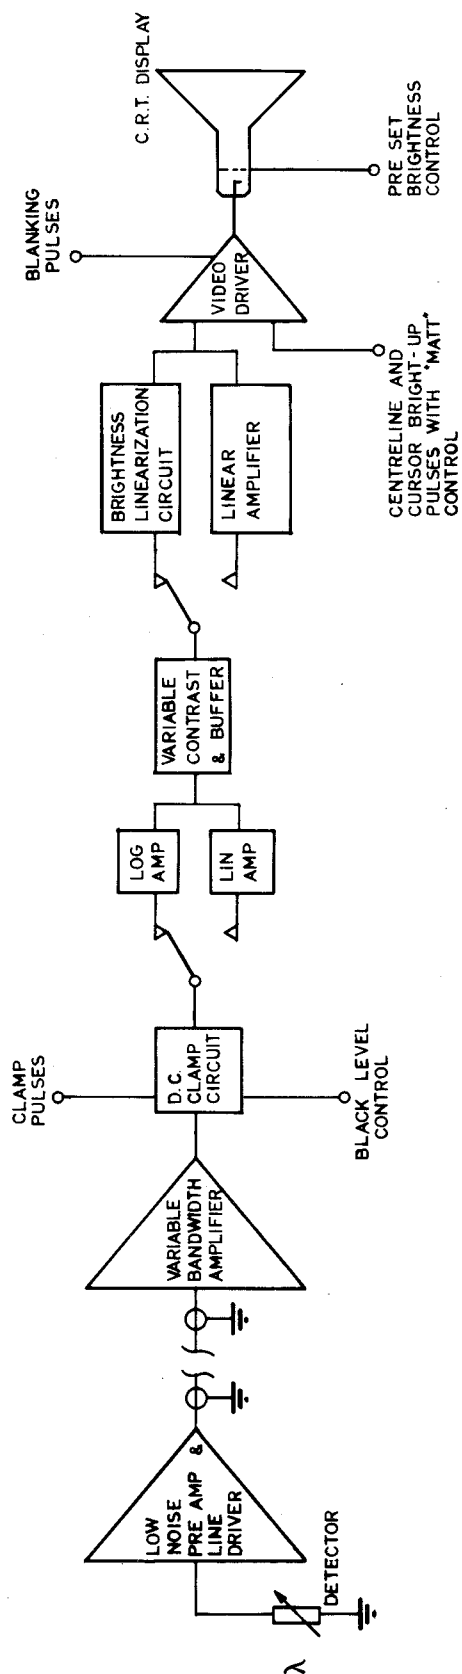 λ
DETECTOR
LOW
NOISE
PRE AMP &
LINE
DRIVER
VARIABLE
BANDWIDTH
AMPLIFIER
CLAMP
PULSES
D.C.
CLAMP
CIRCUIT
BLACK LEVEL
CONTROL
LOG
AMP
LIN
AMP
VARIABLE
CONTRAST
& BUFFER
BRIGHTNESS
LINEARIZATION
CIRCUIT
LINEAR
AMPLIFIER
BLANKING
PULSES
VIDEO
DRIVER
CENTRELINE AND
CURSOR BRIGHT-UP
PULSES WITH "MATT"
CONTROL
C.R.T. DISPLAY
PRE SET
BRIGHTNESS
CONTROL